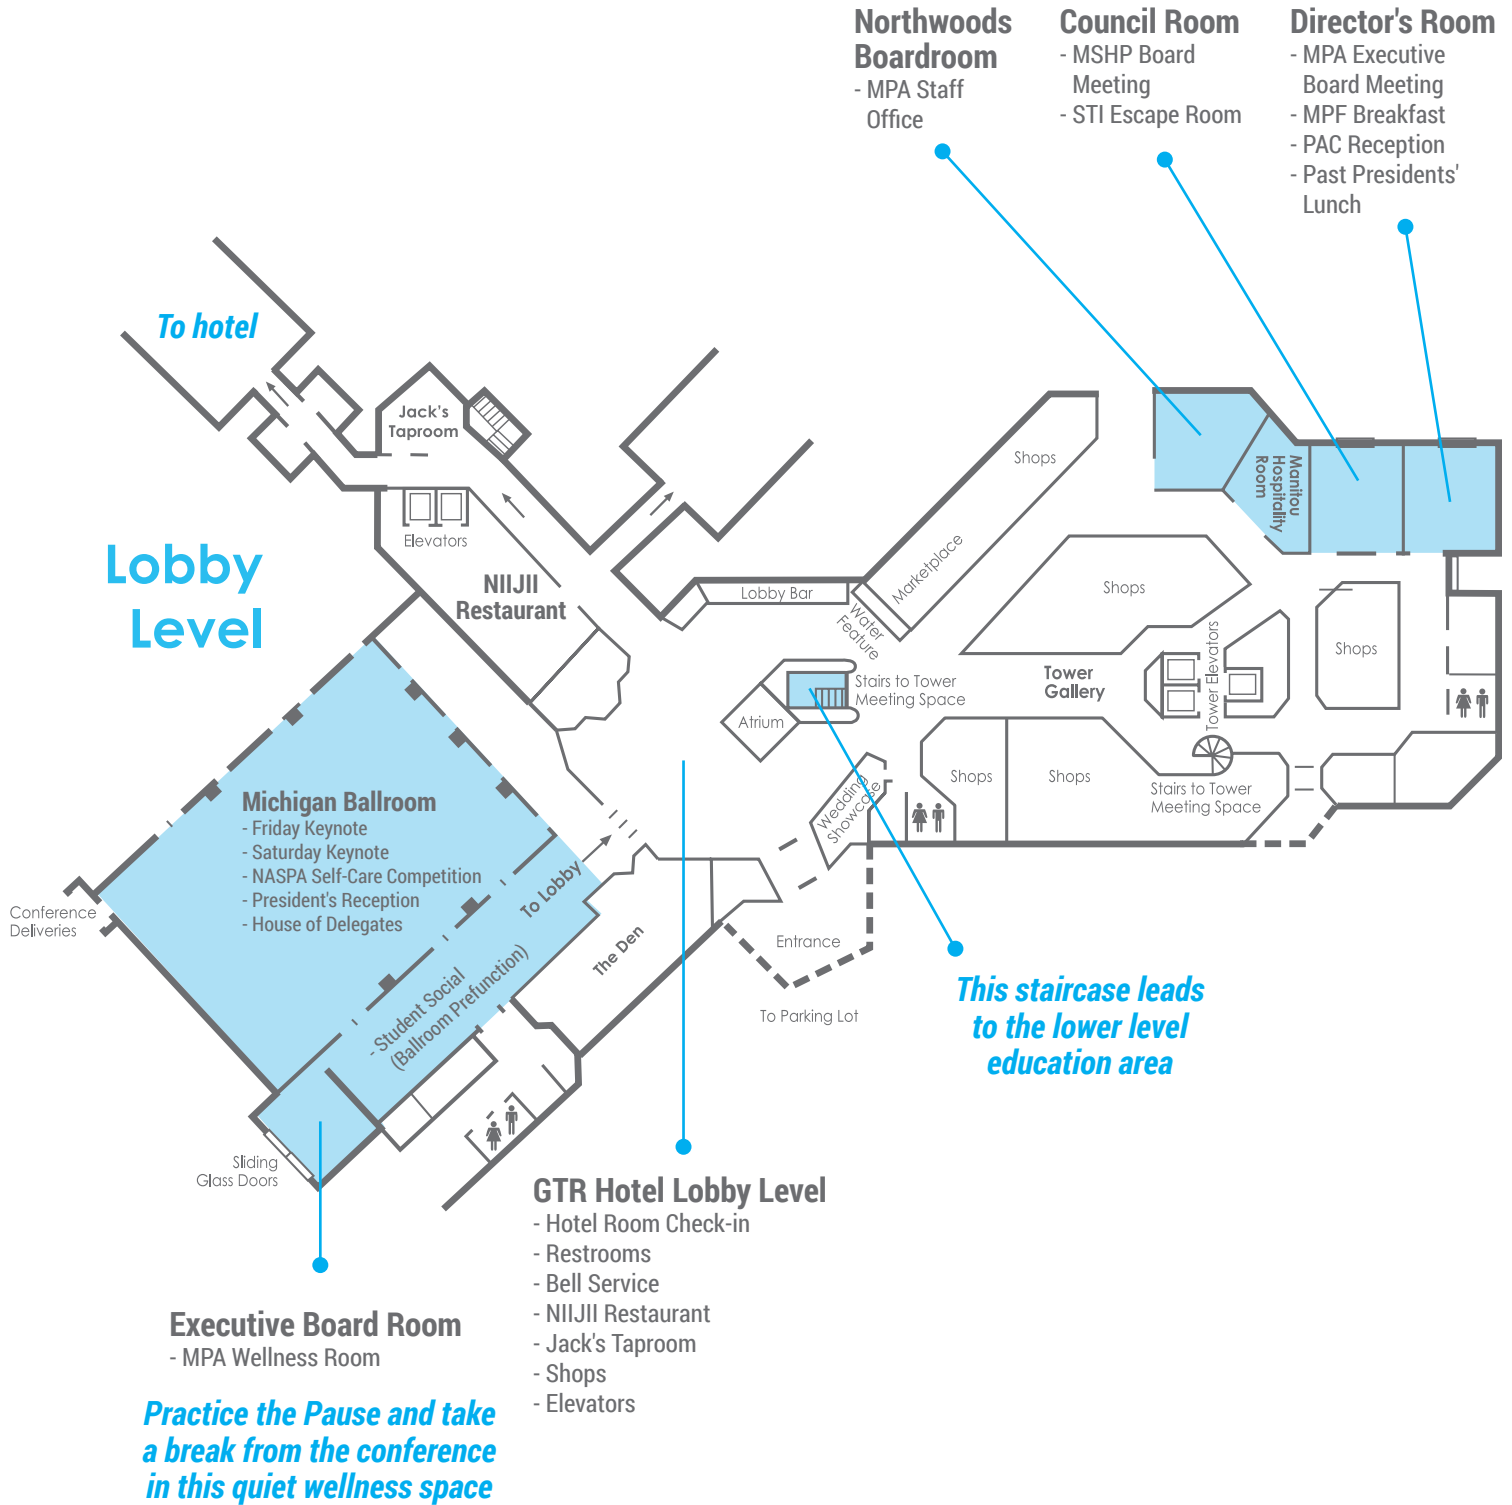 Northwoods
Boardroom
- MPA Staff
Office
Council Room
- MSHP Board
Meeting
- STI Escape Room
Director's Room
- MPA Executive
Board Meeting
- MPF Breakfast
- PAC Reception
- Past Presidents'
Lunch
To hotel
Jack's
Taproom
Shops
Manitou
Hospitality
Room
Elevators
Lobby
Level
NIIJII
Restaurant
Lobby Bar
Marketplace
Water
Feature
Shops
Tower Elevators
Shops
Tower
Gallery
Stairs to Tower
Meeting Space
Atrium
Wedding
Showcase
Shops
Shops
Stairs to Tower
Meeting Space
Michigan Ballroom
- Friday Keynote
- Saturday Keynote
- NASPA Self-Care Competition
- President's Reception
- House of Delegates
To Lobby
Conference
Deliveries
The Den
Entrance
- Student Social
(Ballroom Prefunction)
To Parking Lot
This staircase leads
to the lower level
education area
Sliding
Glass Doors
GTR Hotel Lobby Level
- Hotel Room Check-in
- Restrooms
- Bell Service
- NIIJII Restaurant
- Jack's Taproom
- Shops
- Elevators
Executive Board Room
- MPA Wellness Room
Practice the Pause and take
a break from the conference
in this quiet wellness space